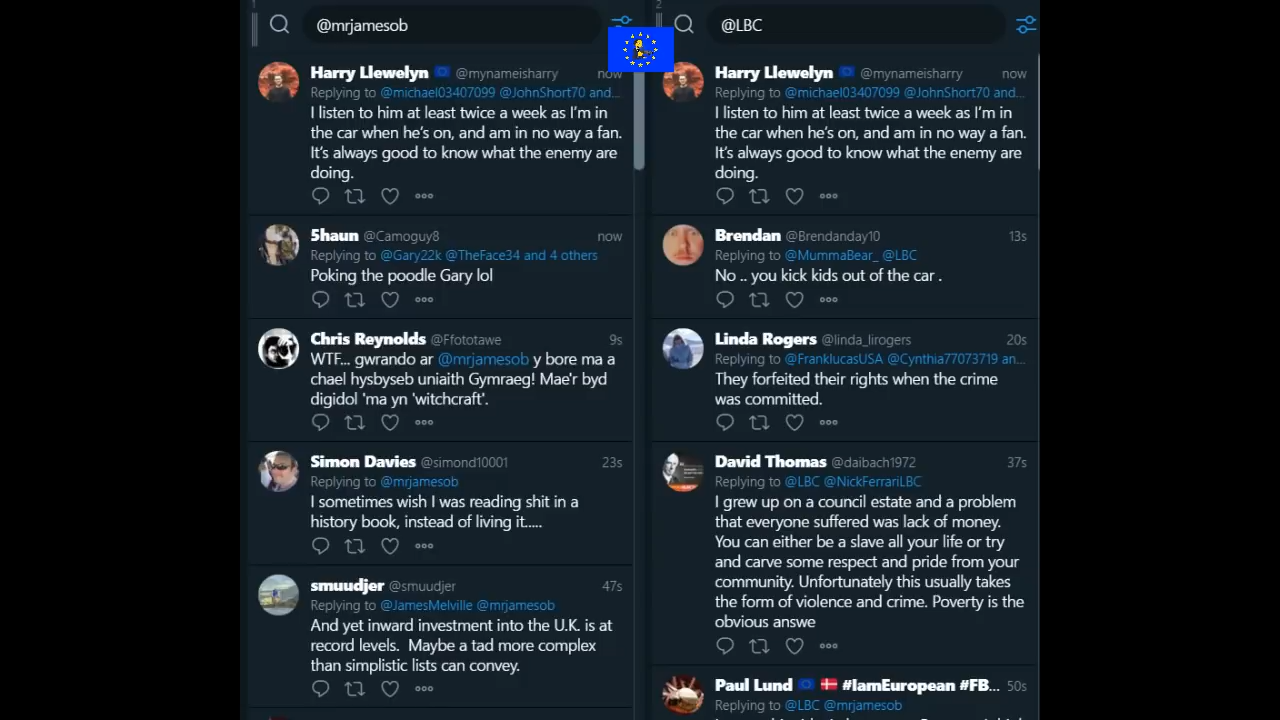 1
@mrjamesob
Harry Llewelyn @mynameisharry now
Replying to @michael03407099 @JohnShort70 and...
I listen to him at least twice a week as I'm in
the car when he's on, and am in no way a fan.
It's always good to know what the enemy are
doing.
5haun @Camoguy8 now
Replying to @Gary22k @TheFace34 and 4 others
Poking the poodle Gary lol
Chris Reynolds @Ffototawe 9s
WTF... gwrando ar @mrjamesob y bore ma a
chael hysbyseb uniaith Gymraeg! Mae'r byd
digidol 'ma yn 'witchcraft'.
Simon Davies @simond10001 23s
Replying to @mrjamesob
I sometimes wish I was reading shit in a
history book, instead of living it.....
smuudjer @smuudjer 47s
Replying to @JamesMelville @mrjamesob
And yet inward investment into the U.K. is at
record levels. Maybe a tad more complex
than simplistic lists can convey.
2
@LBC
Harry Llewelyn @mynameisharry now
Replying to @michael03407099 @JohnShort70 and...
I listen to him at least twice a week as I'm in
the car when he's on, and am in no way a fan.
It's always good to know what the enemy are
doing.
Brendan @Brendanday10 13s
Replying to @MummaBear_ @LBC
No .. you kick kids out of the car .
Linda Rogers @linda_lirogers 20s
Replying to @FranklucasUSA @Cynthia77073719 an...
They forfeited their rights when the crime
was committed.
David Thomas @daibach1972 37s
Replying to @LBC @NickFerrariLBC
I grew up on a council estate and a problem
that everyone suffered was lack of money.
You can either be a slave all your life or try
and carve some respect and pride from your
community. Unfortunately this usually takes
the form of violence and crime. Poverty is the
obvious answe
Paul Lund #IamEuropean #FB... 50s
Replying to @LBC @mrjamesob